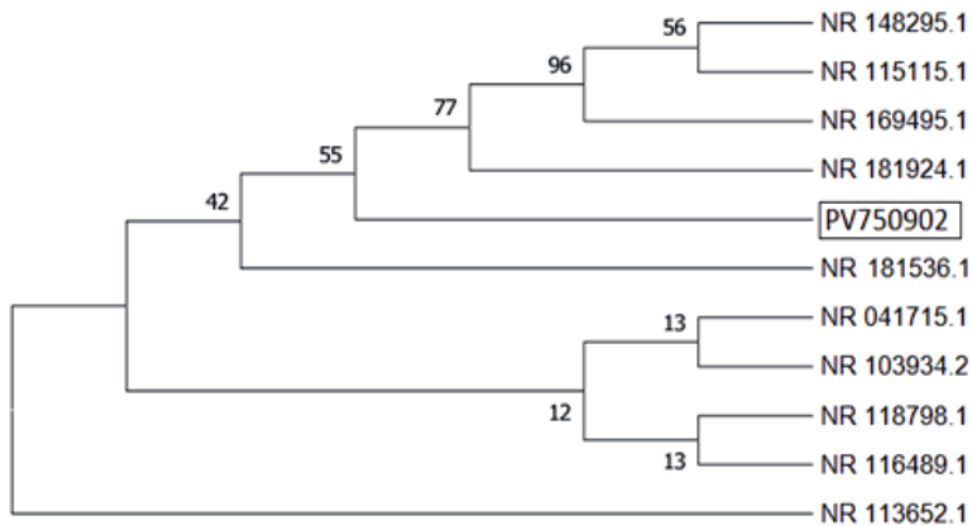 56
NR 148295.1
NR 115115.1
96
NR 169495.1
77
NR 181924.1
55
PV750902
42
NR 181536.1
13
NR 041715.1
NR 103934.2
12
NR 118798.1
13
NR 116489.1
NR 113652.1